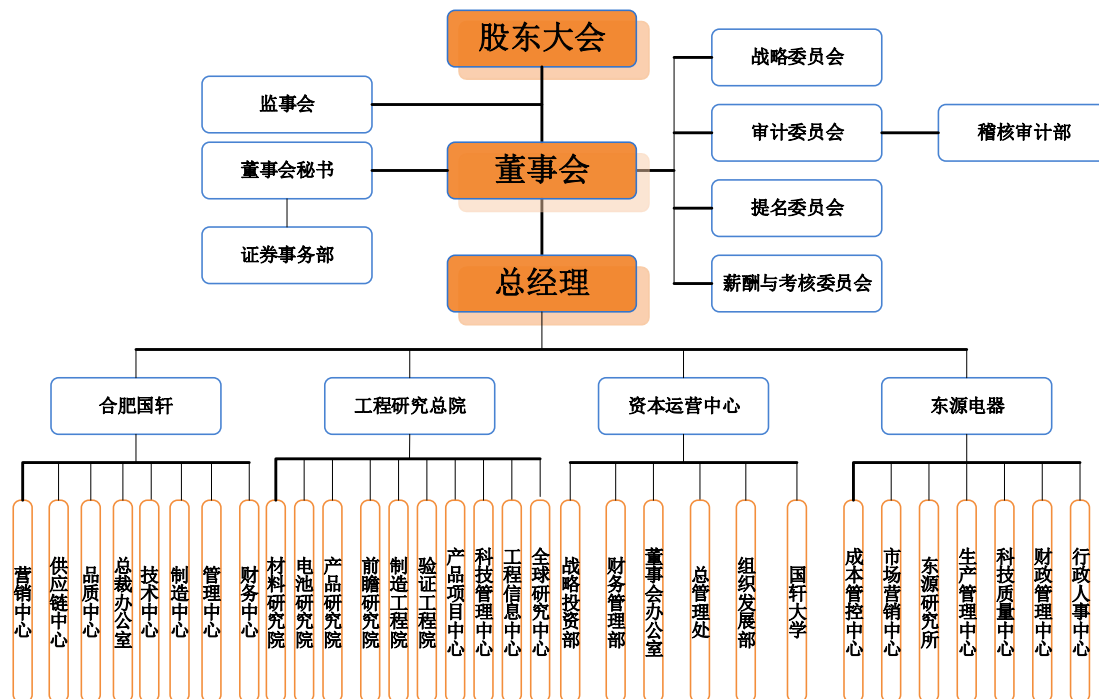 股东大会
战略委员会
监事会
审计委员会
稽核审计部
董事会秘书
董事会
提名委员会
证券事务部
总经理
薪酬与考核委员会
合肥国轩
工程研究总院
资本运营中心
东源电器
营销中心
供应链中心
品质中心
总裁办公室
技术中心
制造中心
管理中心
财务中心
材料研究院
电池研究院
产品研究院
前瞻研究院
制造工程院
验证工程院
产品项目中心
科技管理中心
工程信息中心
全球研究中心
战略投资部
财务管理部
董事会办公室
总管理处
组织发展部
国轩大学
成本管控中心
市场营销中心
东源研究所
生产管理中心
科技质量中心
财政管理中心
行政人事中心